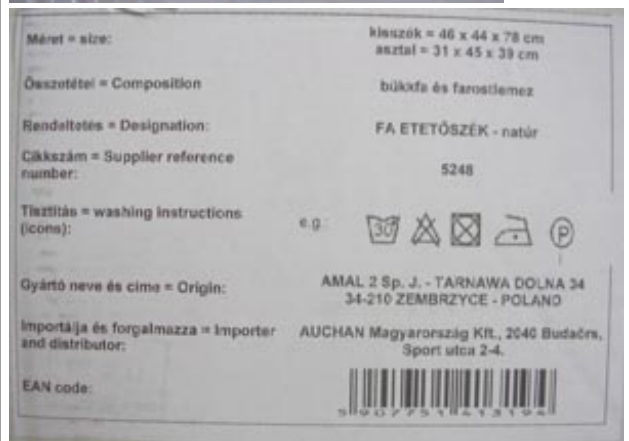 Méret = size:
kisszék = 46 x 44 x 78 cm
asztal = 31 x 45 x 39 cm
Összetétel = Composition
bükkfa és farostlemez
Rendeltetés = Designation:
FA ETETŐSZÉK - natúr
Cikkszám = Supplier reference
number:
5248
Tisztítás = washing instructions
(icons):
e.g.:
30
P
Gyártó neve és címe = Origin:
AMAL 2 Sp. J. - TARNAWA DOLNA 34
34-210 ZEMBRZYCE - POLAND
Importálja és forgalmazza = Importer
and distributor:
AUCHAN Magyarország Kft., 2040 Budaörs,
Sport utca 2-4.
EAN code:
5907751413194